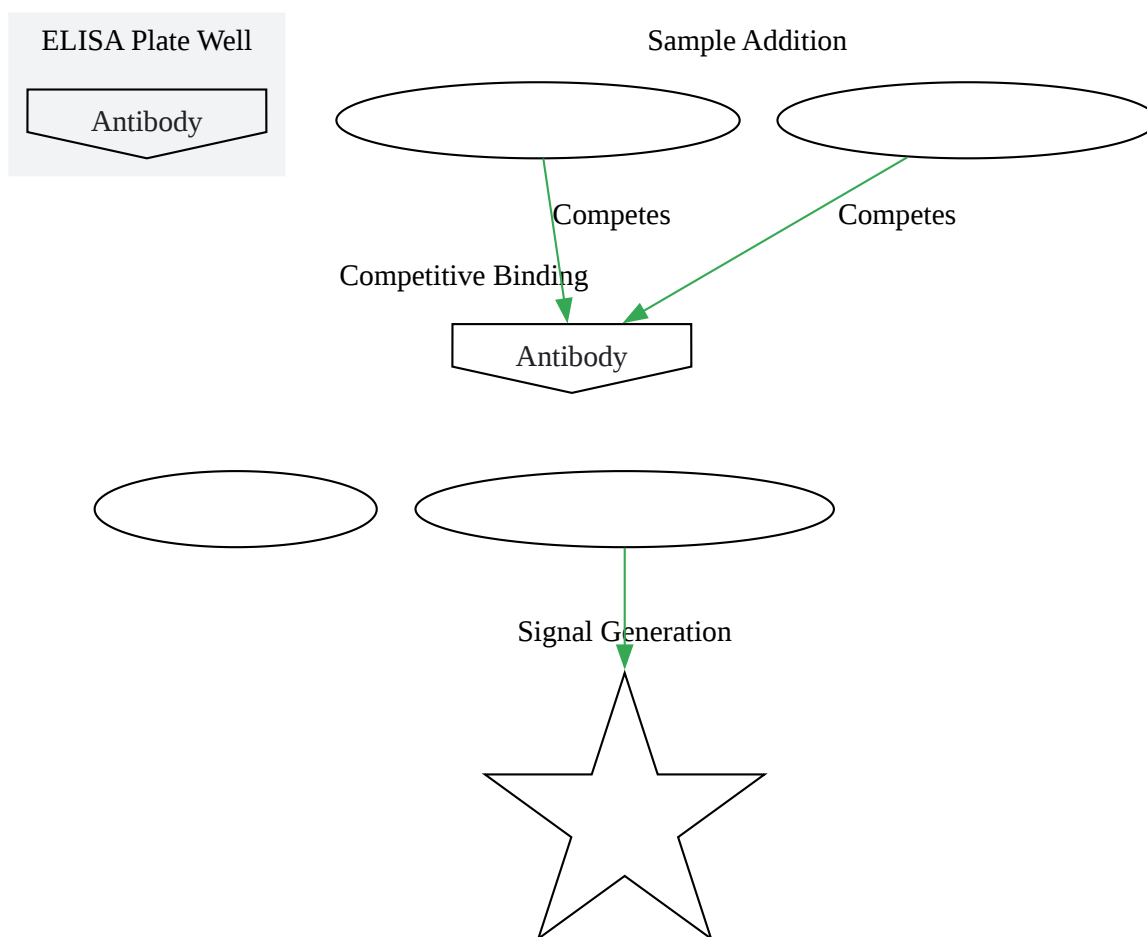 ELISA Plate Well
Sample Addition
Antibody
Competes
Competes
Competitive Binding
Antibody
Signal Generation